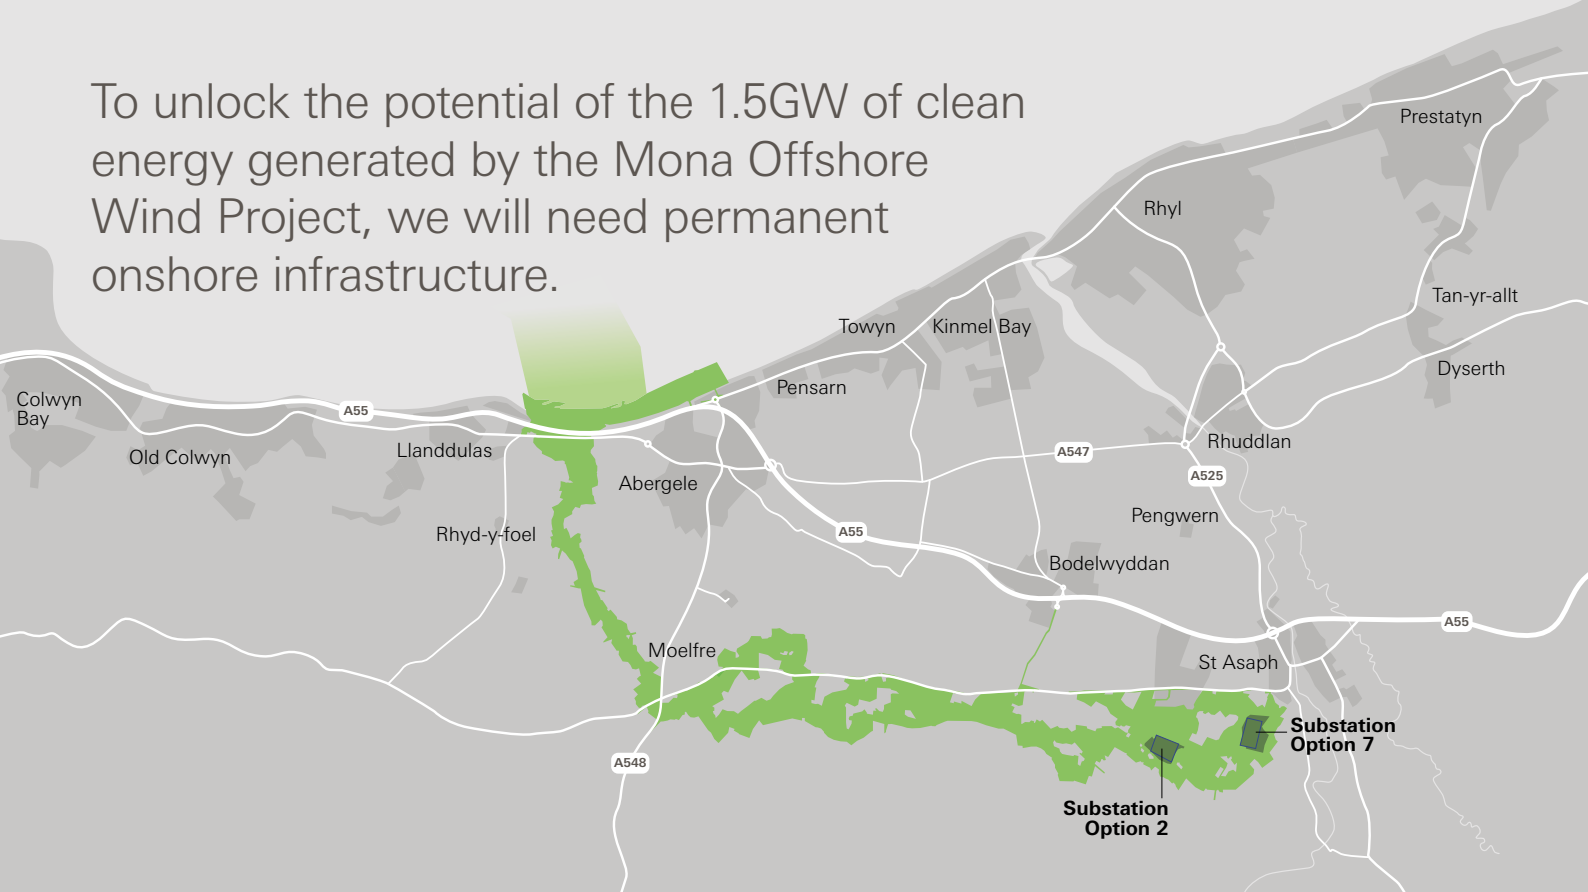 To unlock the potential of the 1.5GW of clean
energy generated by the Mona Offshore
Wind Project, we will need permanent
onshore infrastructure.
Prestatyn
Rhyl
Tan-yr-allt
Towyn
Kinmel Bay
Dyserth
Pensarn
Colwyn
Bay
A55
Llanddulas
Old Colwyn
Rhuddlan
A547
A525
Abergele
Pengwern
Rhyd-y-foel
A55
Bodelwyddan
A55
Moelfre
St Asaph
Substation
Option 7
A548
Substation
Option 2